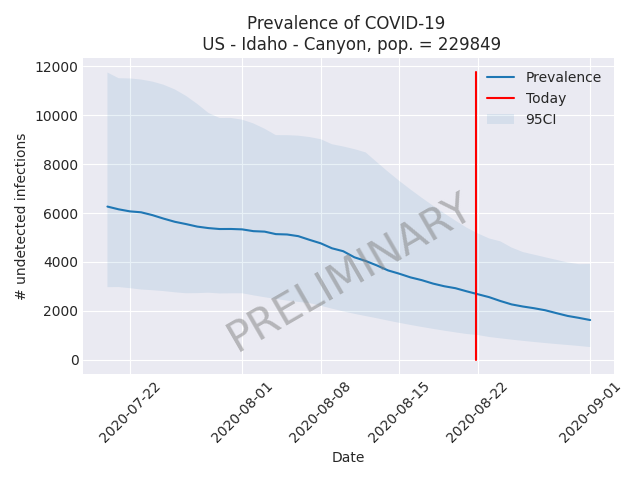 Prevalence of COVID-19
US - Idaho - Canyon, pop. = 229849
12000
10000
8000
6000
4000
2000
0
# undetected infections
Prevalence
Today
95CI
PRELIMINARY
2020-07-22
2020-08-01
2020-08-08
2020-08-15
2020-08-22
2020-09-01
Date